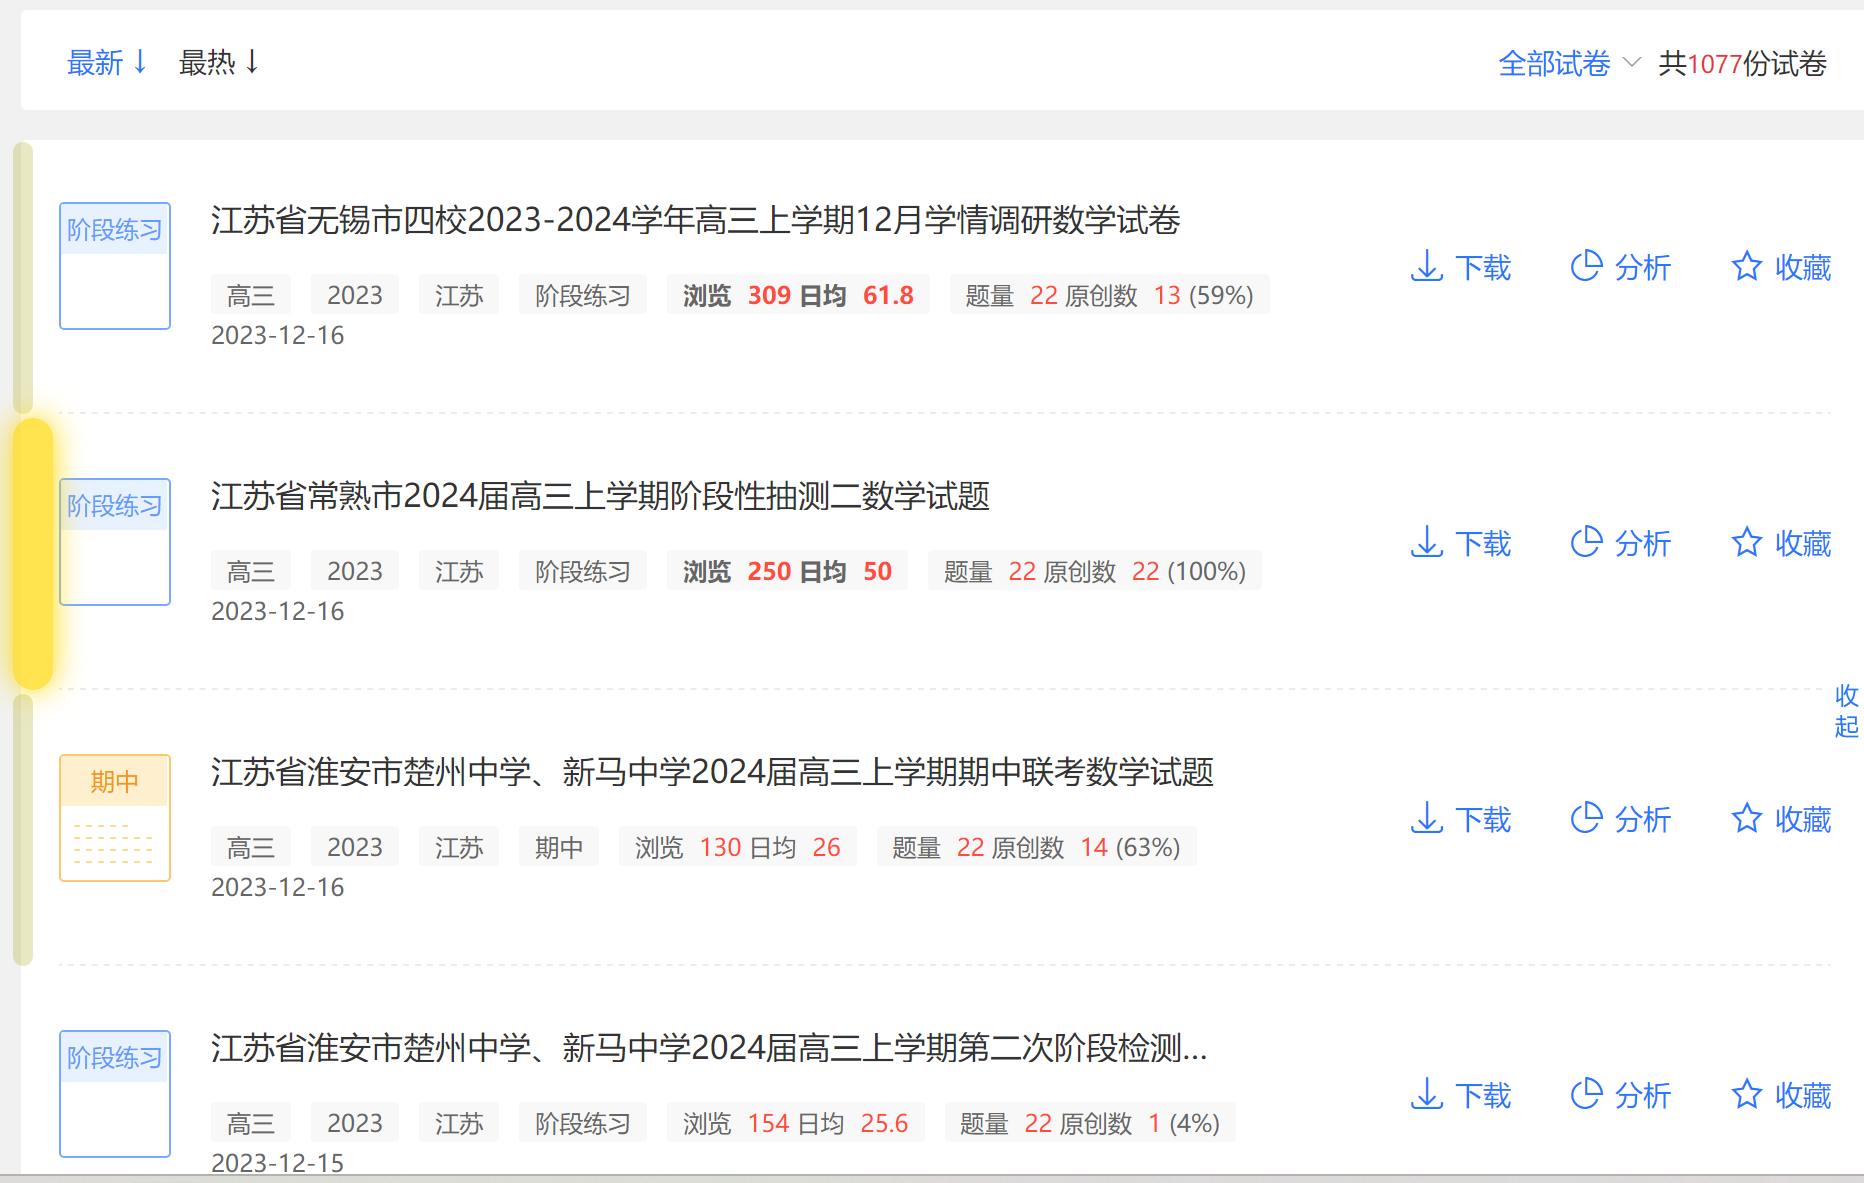 最新↓ 最热↓ 全部试卷 共1077份试卷
阶段练习
江苏省无锡市四校2023-2024学年高三上学期12月学情调研数学试卷
高三 2023 江苏 阶段练习 浏览 309 日均 61.8 题量 22 原创数 13 (59%)
2023-12-16
下载 分析 收藏
阶段练习
江苏省常熟市2024届高三上学期阶段性抽测二数学试题
高三 2023 江苏 阶段练习 浏览 250 日均 50 题量 22 原创数 22 (100%)
2023-12-16
下载 分析 收藏
收
起
期中
江苏省淮安市楚州中学、新马中学2024届高三上学期期中联考数学试题
高三 2023 江苏 期中 浏览 130 日均 26 题量 22 原创数 14 (63%)
2023-12-16
下载 分析 收藏
阶段练习
江苏省淮安市楚州中学、新马中学2024届高三上学期第二次阶段检测...
高三 2023 江苏 阶段练习 浏览 154 日均 25.6 题量 22 原创数 1 (4%)
2023-12-15
下载 分析 收藏